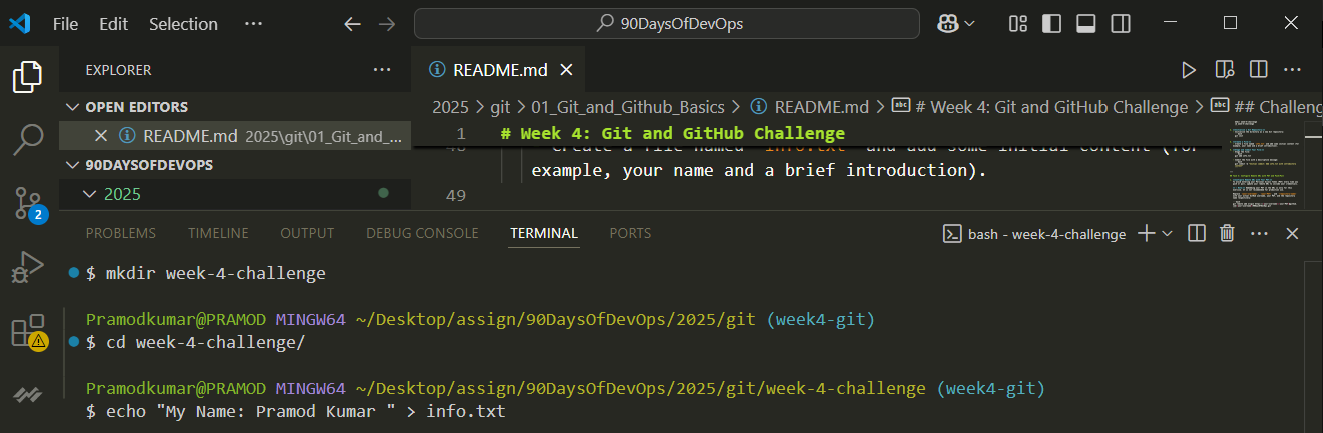 File Edit Selection ··· 90DaysOfDevOps
EXPLORER ···
README.md
OPEN EDITORS
README.md 2025\git\01_Git_and_...
90DAYSOFDEVOPS
2025
2
2025 > git > 01_Git_and_Github_Basics > README.md > # Week 4: Git and GitHub Challenge > ## Challeng
1 # Week 4: Git and GitHub Challenge
Create a file named "info.txt" and add some initial content (for
example, your name and a brief introduction).
49
PROBLEMS TIMELINE OUTPUT DEBUG CONSOLE TERMINAL PORTS
bash - week-4-challenge
$ mkdir week-4-challenge
Pramodkumar@PRAMOD MINGW64 ~/Desktop/assign/90DaysOfDevOps/2025/git (week4-git)
$ cd week-4-challenge/
Pramodkumar@PRAMOD MINGW64 ~/Desktop/assign/90DaysOfDevOps/2025/git/week-4-challenge (week4-git)
$ echo "My Name: Pramod Kumar " > info.txt